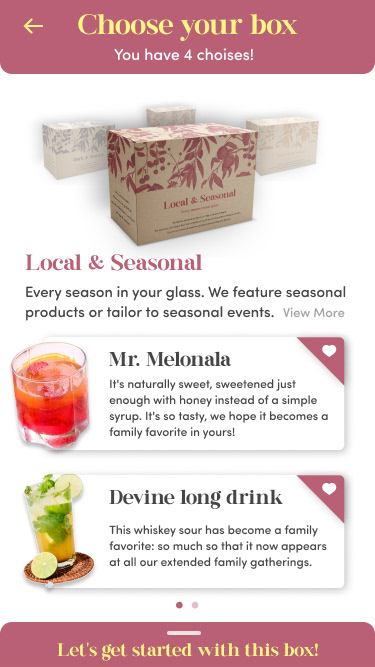 Choose your box
You have 4 choises!
Local & Seasonal
Local & Seasonal
Every season in your glass. We feature seasonal
products or tailor to seasonal events. View More
Mr. Melonala
It's naturally sweet, sweetened just
enough with honey instead of a simple
syrup. It's so tasty, we hope it becomes a
family favorite in yours!
Devine long drink
This whiskey sour has become a family
favorite: so much so that it now appears
at all our extended family gatherings.
Let's get started with this box!